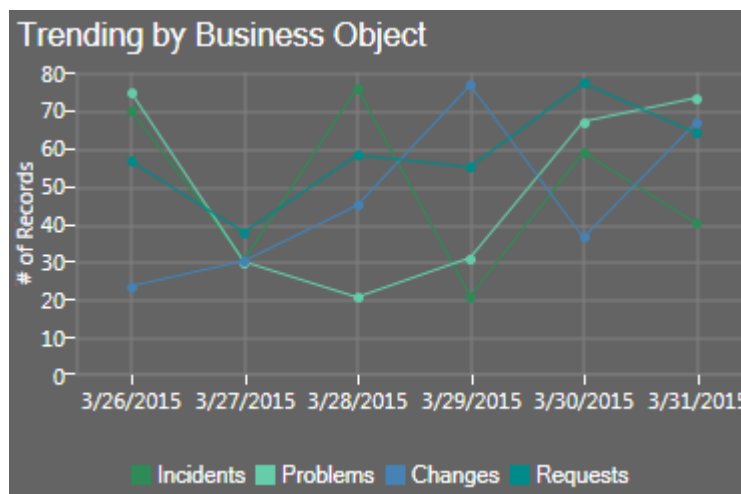 Trending by Business Object
80
70
60
50
40
30
20
10
0
# of Records
3/26/2015 3/27/2015 3/28/2015 3/29/2015 3/30/2015 3/31/2015
Incidents Problems Changes Requests